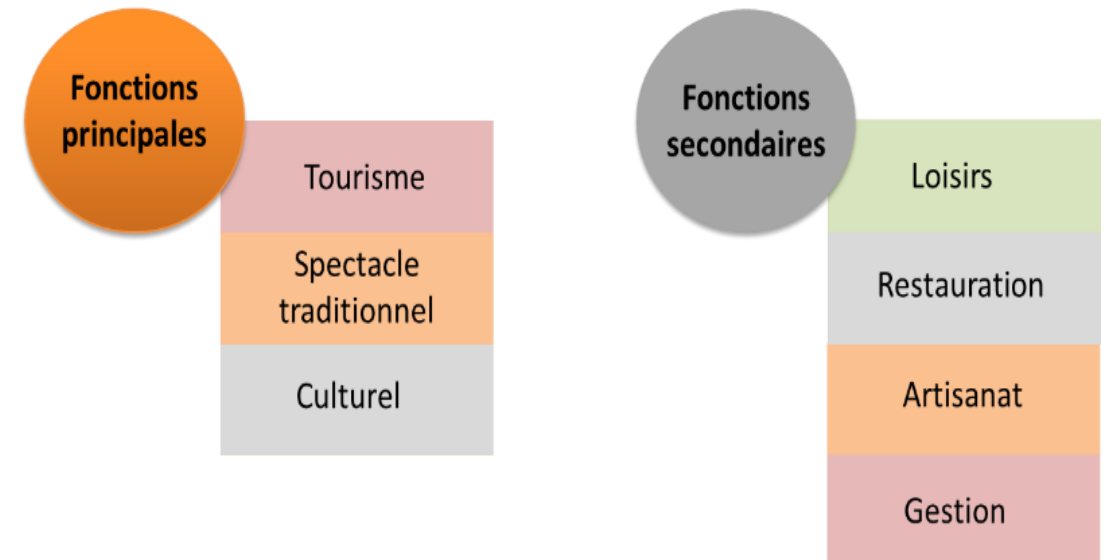 Fonctions
principales
Tourisme
Spectacle
traditionnel
Culturel
Fonctions
secondaires
Loisirs
Restauration
Artisanat
Gestion